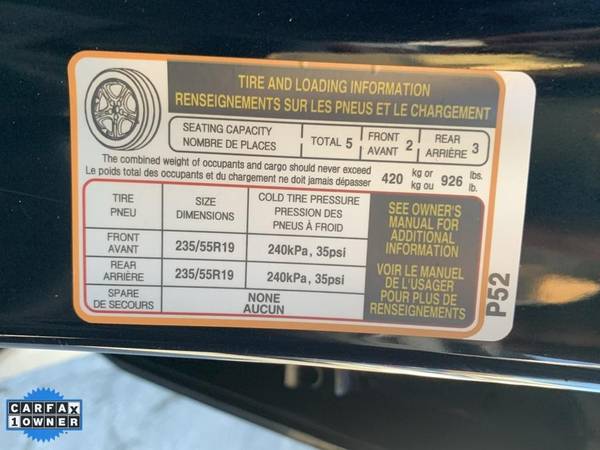 TIRE AND LOADING INFORMATION
RENSEIGNEMENTS SUR LES PNEUS ET LE CHARGEMENT
SEATING CAPACITY
NOMBRE DE PLACES
TOTAL 5
FRONT
AVANT 2
REAR
ARRIÈRE 3
The combined weight of occupants and cargo should never exceed
Le poids total des occupants et du chargement ne doit jamais dépasser
420 kg or
kg ou 926 lbs.
lb.
TIRE
PNEU
SIZE
DIMENSIONS
COLD TIRE PRESSURE
PRESSION DES
PNEUS À FROID
FRONT
AVANT
235/55R19
240kPa, 35psi
REAR
ARRIÈRE
235/55R19
240kPa, 35psi
SPARE
DE SECOURS
NONE
AUCUN
SEE OWNER'S
MANUAL FOR
ADDITIONAL
INFORMATION
VOIR LE MANUEL
DE L'USAGER
POUR PLUS DE
RENSEIGNEMENTS
P52
CARFAX
1 OWNER